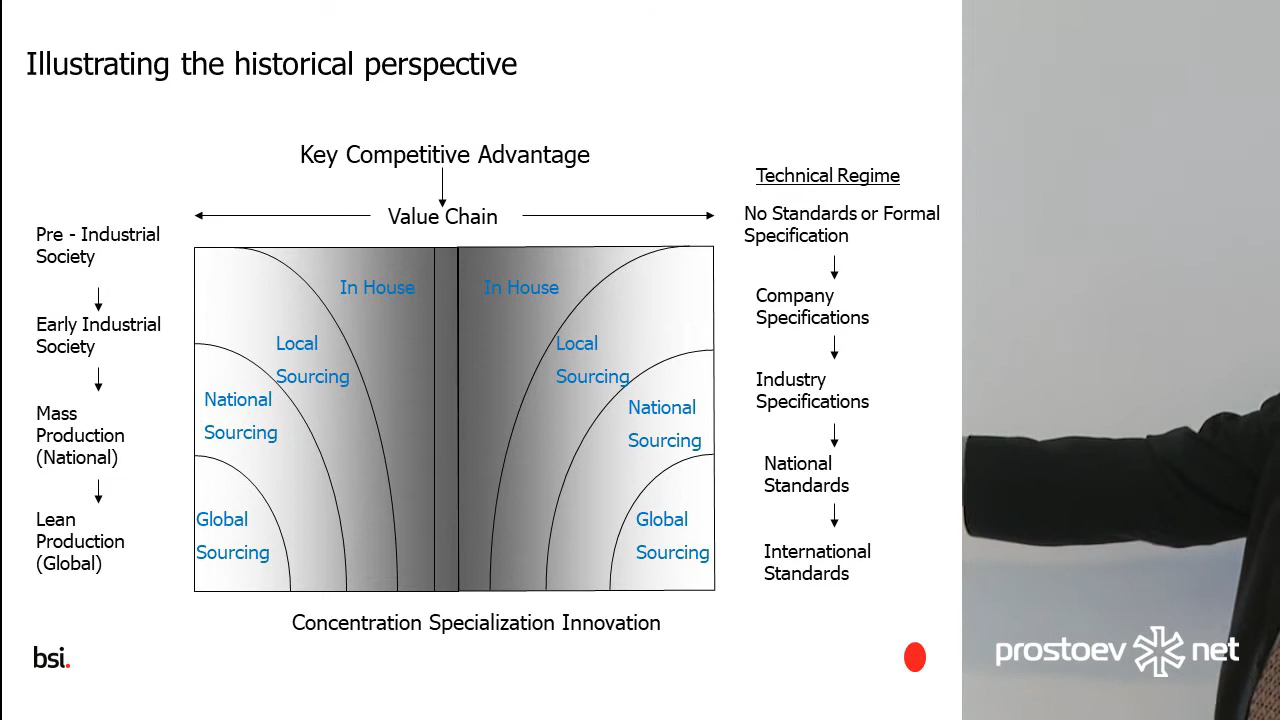 Illustrating the historical perspective
Key Competitive Advantage
Value Chain
Pre - Industrial
Society
Early Industrial
Society
Mass
Production
(National)
Lean
Production
(Global)
In House
In House
Local
Sourcing
Local
Sourcing
National
Sourcing
National
Sourcing
Global
Sourcing
Global
Sourcing
Concentration Specialization Innovation
Technical Regime
No Standards or Formal
Specification
Company
Specifications
Industry
Specifications
National
Standards
International
Standards
bsi.
prostoev net